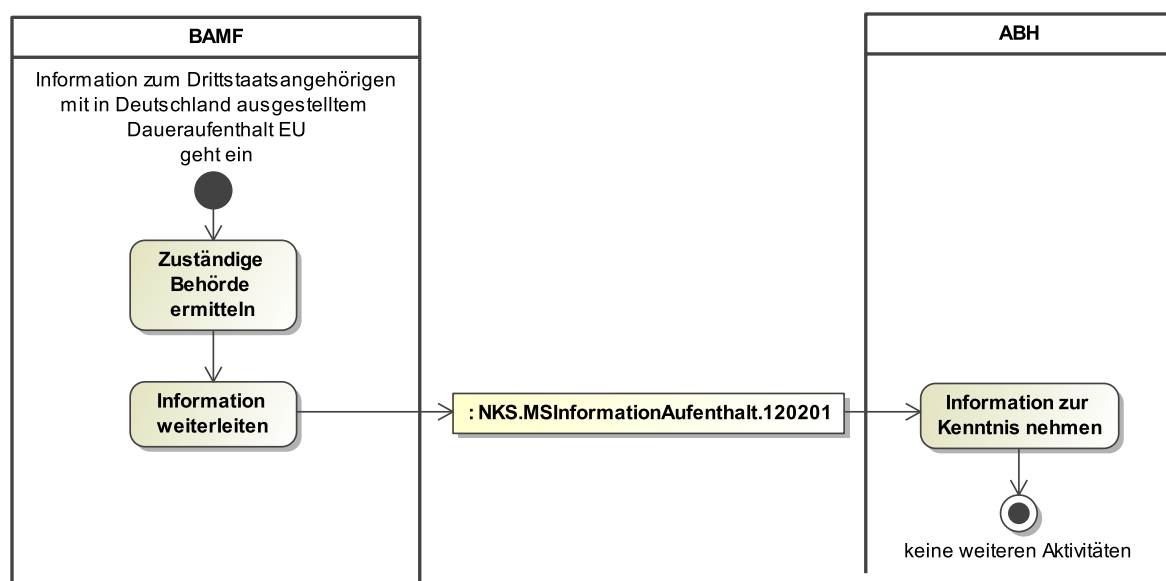 BAMF
Information zum Drittstaatsangehörigen
mit in Deutschland ausgestelltem
Daueraufenthalt EU
geht ein
Zuständige
Behörde
ermitteln
Information
weiterleiten
: NKS.MSInformationAufenthalt.120201
ABH
Information zur
Kenntnis nehmen
keine weiteren Aktivitäten